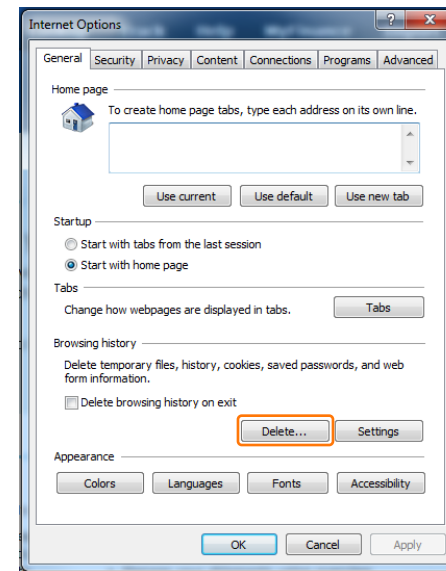 Internet Options
?
X
General Security Privacy Content Connections Programs Advanced
Home page
To create home page tabs, type each address on its own line.
Use current Use default Use new tab
Startup
Start with tabs from the last session
Start with home page
Tabs
Change how webpages are displayed in tabs. Tabs
Browsing history
Delete temporary files, history, cookies, saved passwords, and web
form information.
Delete browsing history on exit
Delete... Settings
Appearance
Colors Languages Fonts Accessibility
OK Cancel Apply